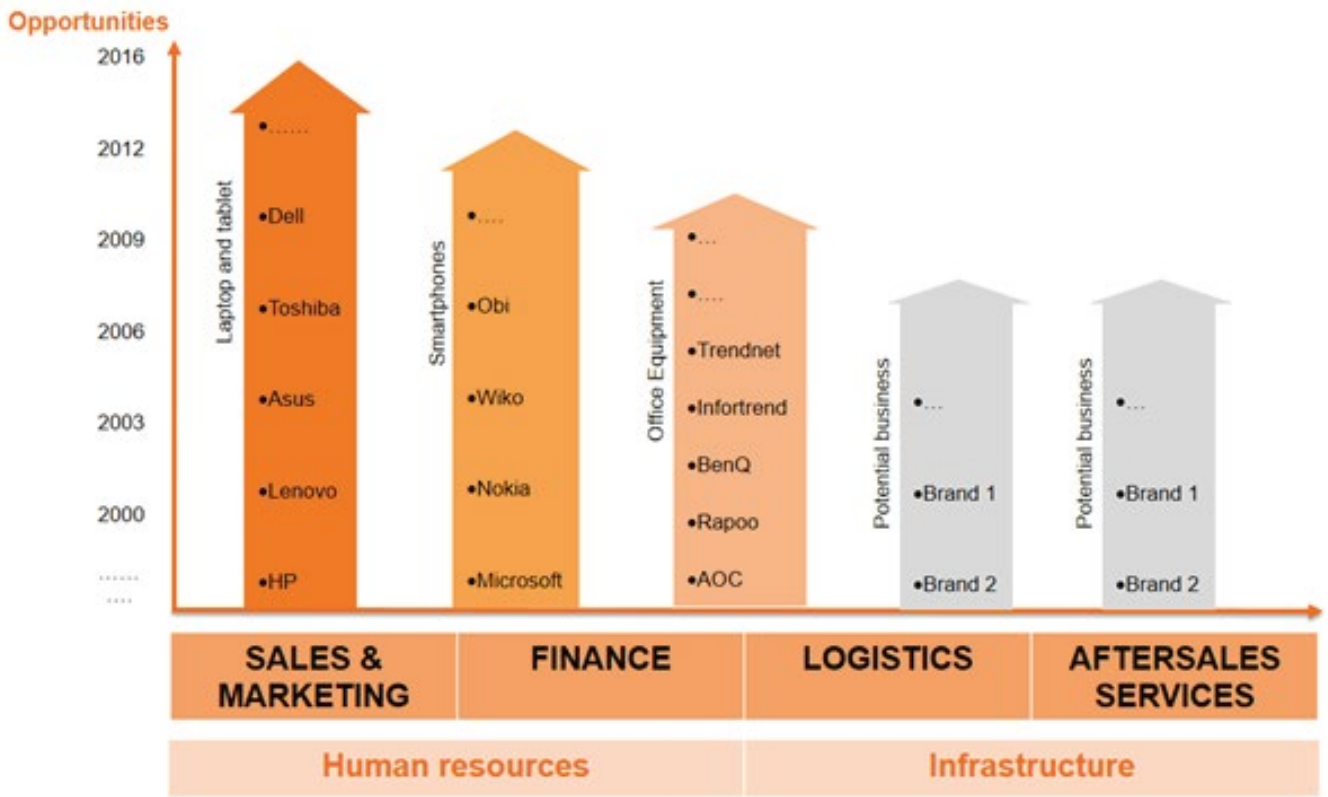 Opportunities
2016
2012
2009
2006
2003
2000
......
....
Laptop and tablet
•......
•Dell
•Toshiba
•Asus
•Lenovo
•HP
Smartphones
•....
•Obi
•Wiko
•Nokia
•Microsoft
Office Equipment
•...
•....
•Trendnet
•Infortrend
•BenQ
•Rapoo
•AOC
Potential business
•...
•Brand 1
•Brand 2
Potential business
•...
•Brand 1
•Brand 2
SALES &
MARKETING
FINANCE
LOGISTICS
AFTERSALES
SERVICES
Human resources
Infrastructure